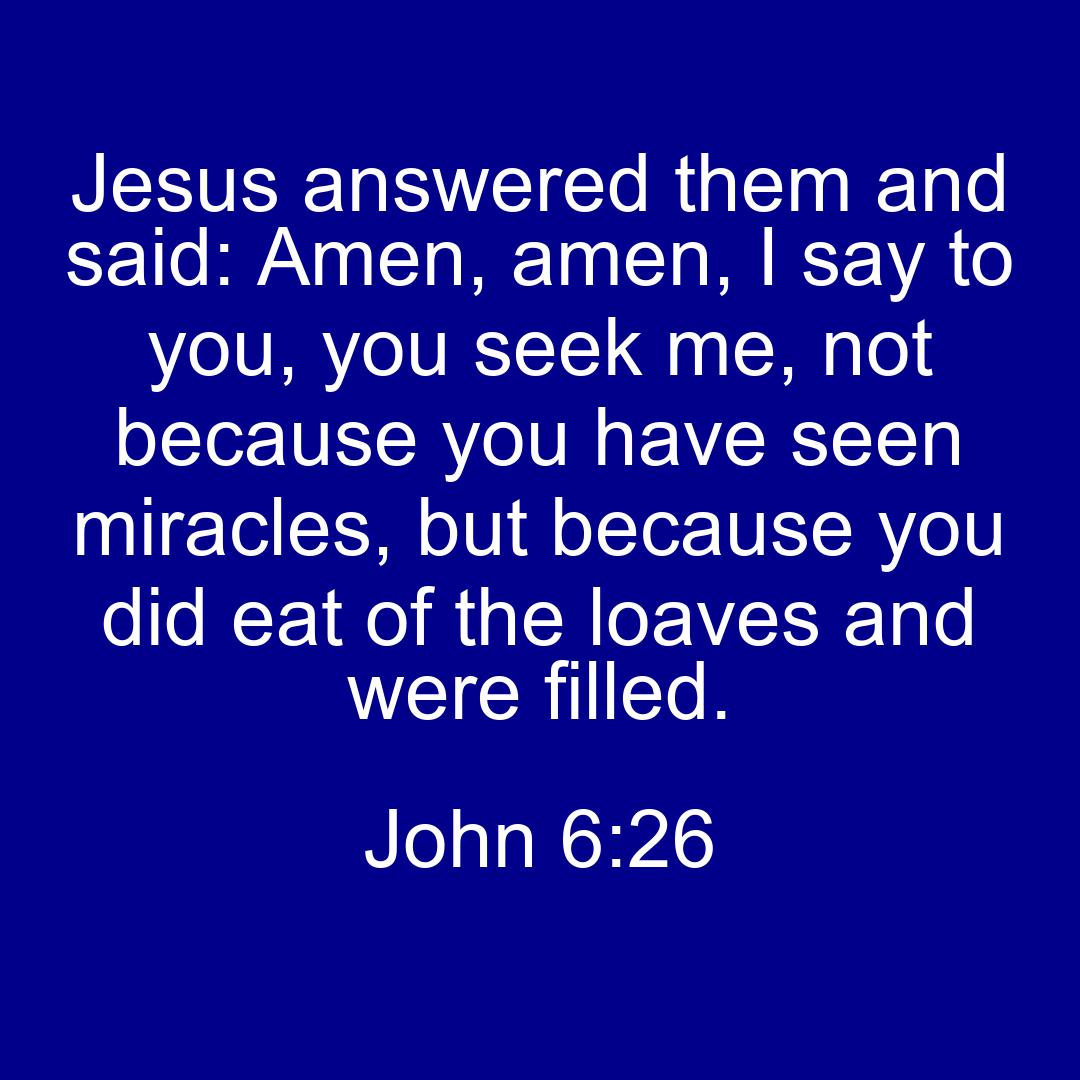 Jesus answered them and
said: Amen, amen, I say to
you, you seek me, not
because you have seen
miracles, but because you
did eat of the loaves and
were filled.
John 6:26